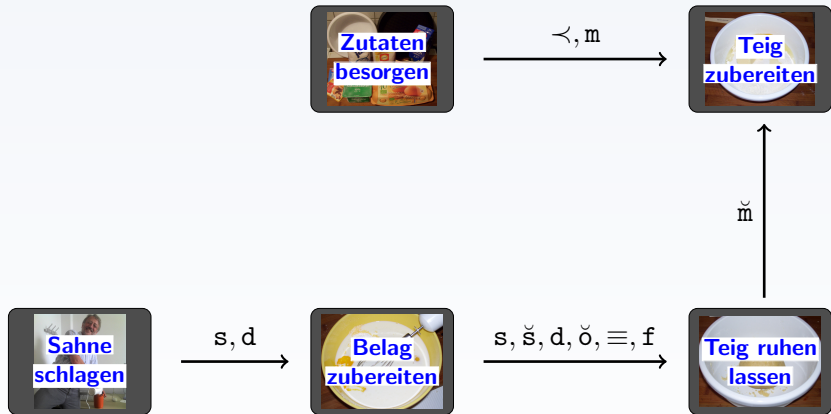 Zutaten
besorgen
≺, m
Teig
zubereiten
m̆
Sahne
schlagen
s, d
Belag
zubereiten
s, s̆, d, ŏ, ≡, f
Teig ruhen
lassen